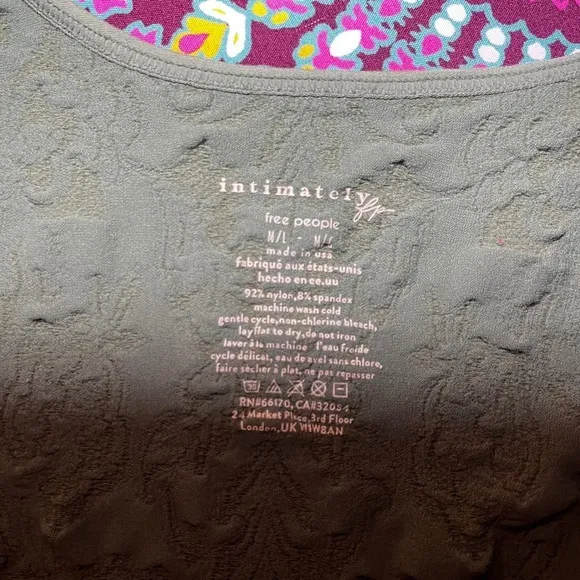 intimately fp
free people
M/L - M/L
made in usa
fabriqué aux états-unis
hecho en ee.uu
92% nylon,8% spandex
machine wash cold
gentle cycle,non-chlorine bleach,
lay flat to dry, do not iron
laver à la machine l'eau froide
cycle délicat, eau de avel sans chlore,
faire sécher à plat, ne pas repasser
RN#66170, CA#32054
24 Market Place,3rd Floor
London, UK W1W8AN